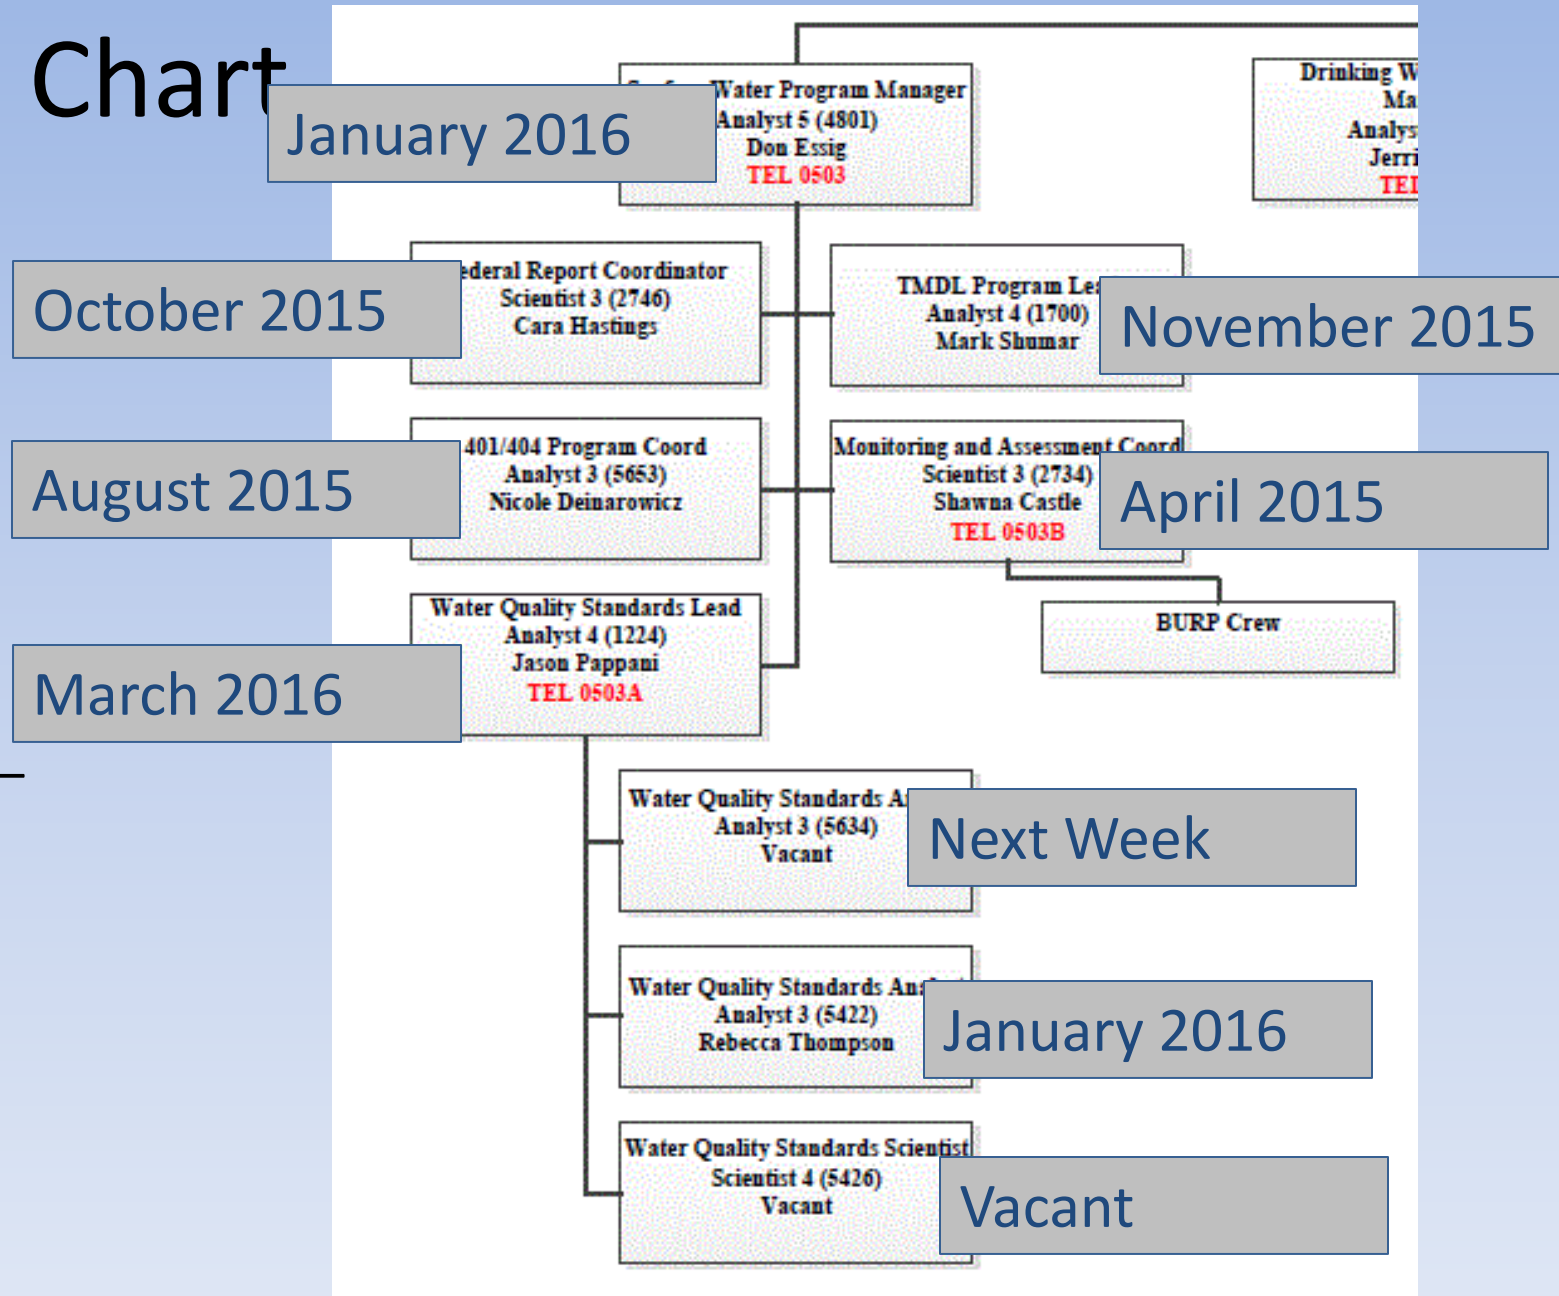 Chart
January 2016
Water Program Manager
Analyst 5 (4801)
Don Essig
TEL 0503
Drinking W
Ma
Analys
Jerri
TEL
October 2015
ederal Report Coordinator
Scientist 3 (2746)
Cara Hastings
TMDL Program Lea
Analyst 4 (1700)
Mark Shumar
November 2015
August 2015
401/404 Program Coord
Analyst 3 (5653)
Nicole Deinarowicz
Monitoring and Assessment Coord
Scientist 3 (2734)
Shawna Castle
TEL 0503B
April 2015
BURP Crew
March 2016
Water Quality Standards Lead
Analyst 4 (1224)
Jason Pappani
TEL 0503A
Water Quality Standards A
Analyst 3 (5634)
Vacant
Next Week
Water Quality Standards Analyst
Analyst 3 (5422)
Rebecca Thompson
January 2016
Water Quality Standards Scientist
Scientist 4 (5426)
Vacant
Vacant